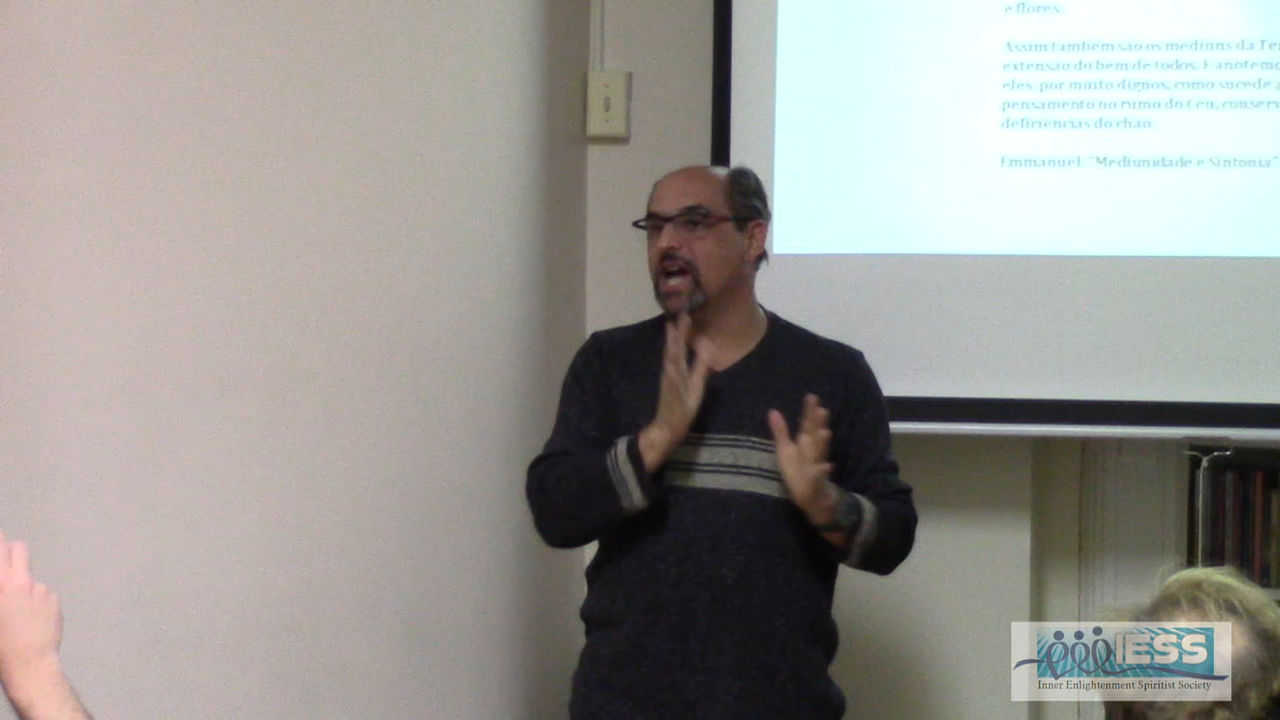 e flores.
Assim também são os médiuns da Ter
extensão do bem de todos. E anotemo
eles, por muito dignos, como sucede a
pensamento no rumo do Céu, conserv
deficiências do chão.
Emmanuel, "Mediunidade e Sintonia"
IESS
Inner Enlightenment Spiritist Society